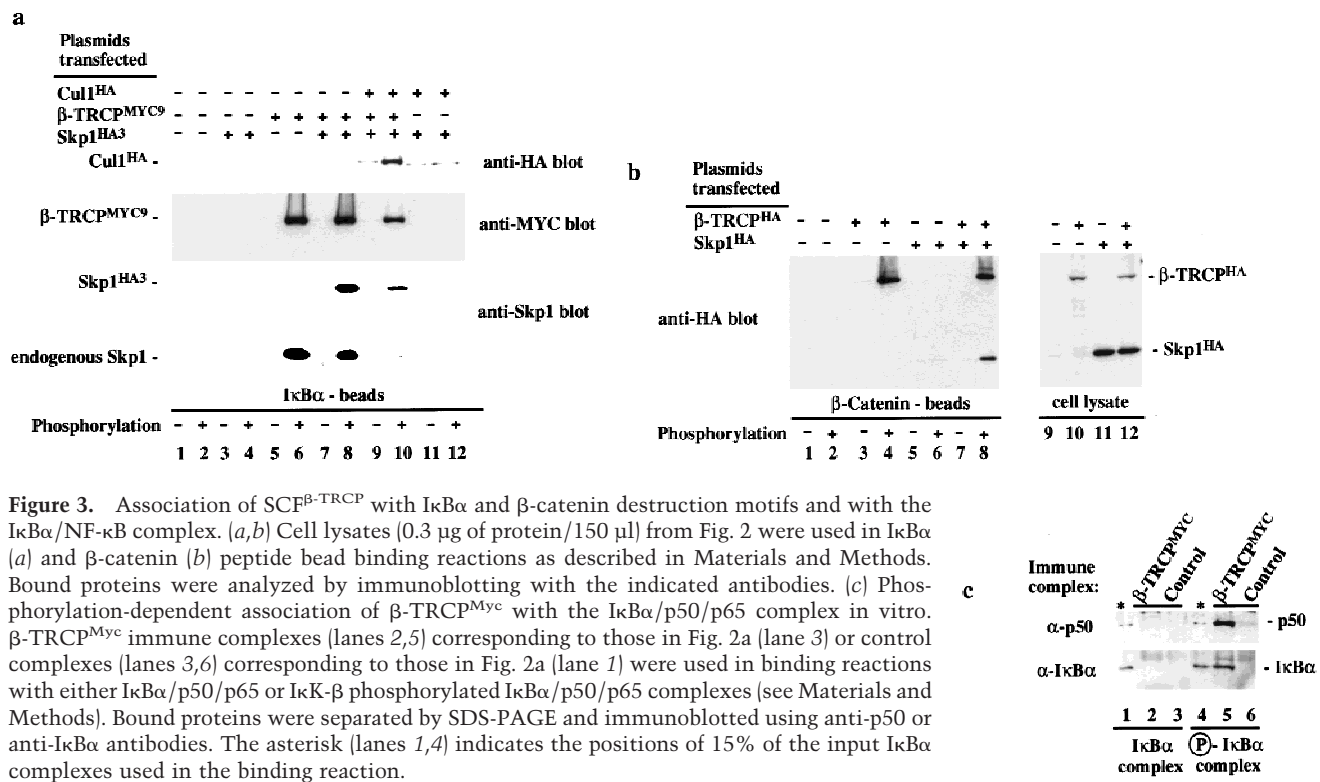 a
Plasmids
transfected
Cul1HA - - - - - - - - + + + +
β-TRCPMYC9 - - - - + + + + + + - -
Skp1HA3 - - + + - - + + + + + +
Cul1HA -
anti-HA blot
β-TRCPMYC9 -
anti-MYC blot
Skp1HA3 -
anti-Skp1 blot
endogenous Skp1 -
IκBα - beads
Phosphorylation - + - + - + - + - + - +
1 2 3 4 5 6 7 8 9 10 11 12
b
Plasmids
transfected
β-TRCPHA - - + + - - + + - + - +
Skp1HA - - - - + + + + - - + +
- β-TRCPHA
anti-HA blot
- Skp1HA
β-Catenin - beads
cell lysate
Phosphorylation - + - + - + - +
1 2 3 4 5 6 7 8 9 10 11 12
Figure 3. Association of SCFβ-TRCP with IκBα and β-catenin destruction motifs and with the
IκBα/NF-κB complex. (a,b) Cell lysates (0.3 µg of protein/150 µl) from Fig. 2 were used in IκBα
(a) and β-catenin (b) peptide bead binding reactions as described in Materials and Methods.
Bound proteins were analyzed by immunoblotting with the indicated antibodies. (c) Phos-
phorylation-dependent association of β-TRCPMyc with the IκBα/p50/p65 complex in vitro.
β-TRCPMyc immune complexes (lanes 2,5) corresponding to those in Fig. 2a (lane 3) or control
complexes (lanes 3,6) corresponding to those in Fig. 2a (lane 1) were used in binding reactions
with either IκBα/p50/p65 or IκK-β phosphorylated IκBα/p50/p65 complexes (see Materials and
Methods). Bound proteins were separated by SDS-PAGE and immunoblotted using anti-p50 or
anti-IκBα antibodies. The asterisk (lanes 1,4) indicates the positions of 15% of the input IκBα
complexes used in the binding reaction.
c
Immune
complex:
* β-TRCPMYC Control * β-TRCPMYC Control
α-p50
- p50
α-IκBα
- IκBα
1 2 3 4 5 6
IκBα
complex
P - IκBα
complex